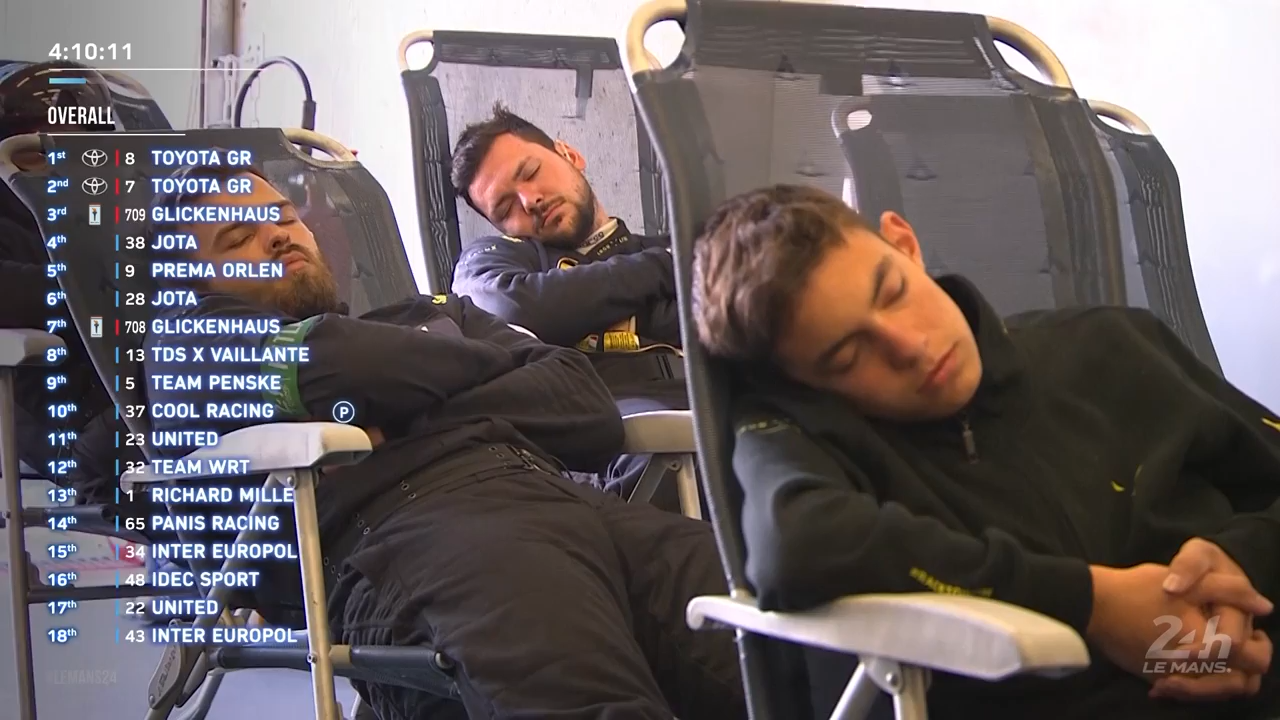 4:10:11
OVERALL
1st 8 TOYOTA GR
2nd 7 TOYOTA GR
3rd 709 GLICKENHAUS
4th 38 JOTA
5th 9 PREMA ORLEN
6th 28 JOTA
7th 708 GLICKENHAUS
8th 13 TDS X VAILLANTE
9th 5 TEAM PENSKE
10th 37 COOL RACING P
11th 23 UNITED
12th 32 TEAM WRT
13th 1 RICHARD MILLE
14th 65 PANIS RACING
15th 34 INTER EUROPOL
16th 48 IDEC SPORT
17th 22 UNITED
18th 43 INTER EUROPOL
#LEMANS24
24h
LE MANS.